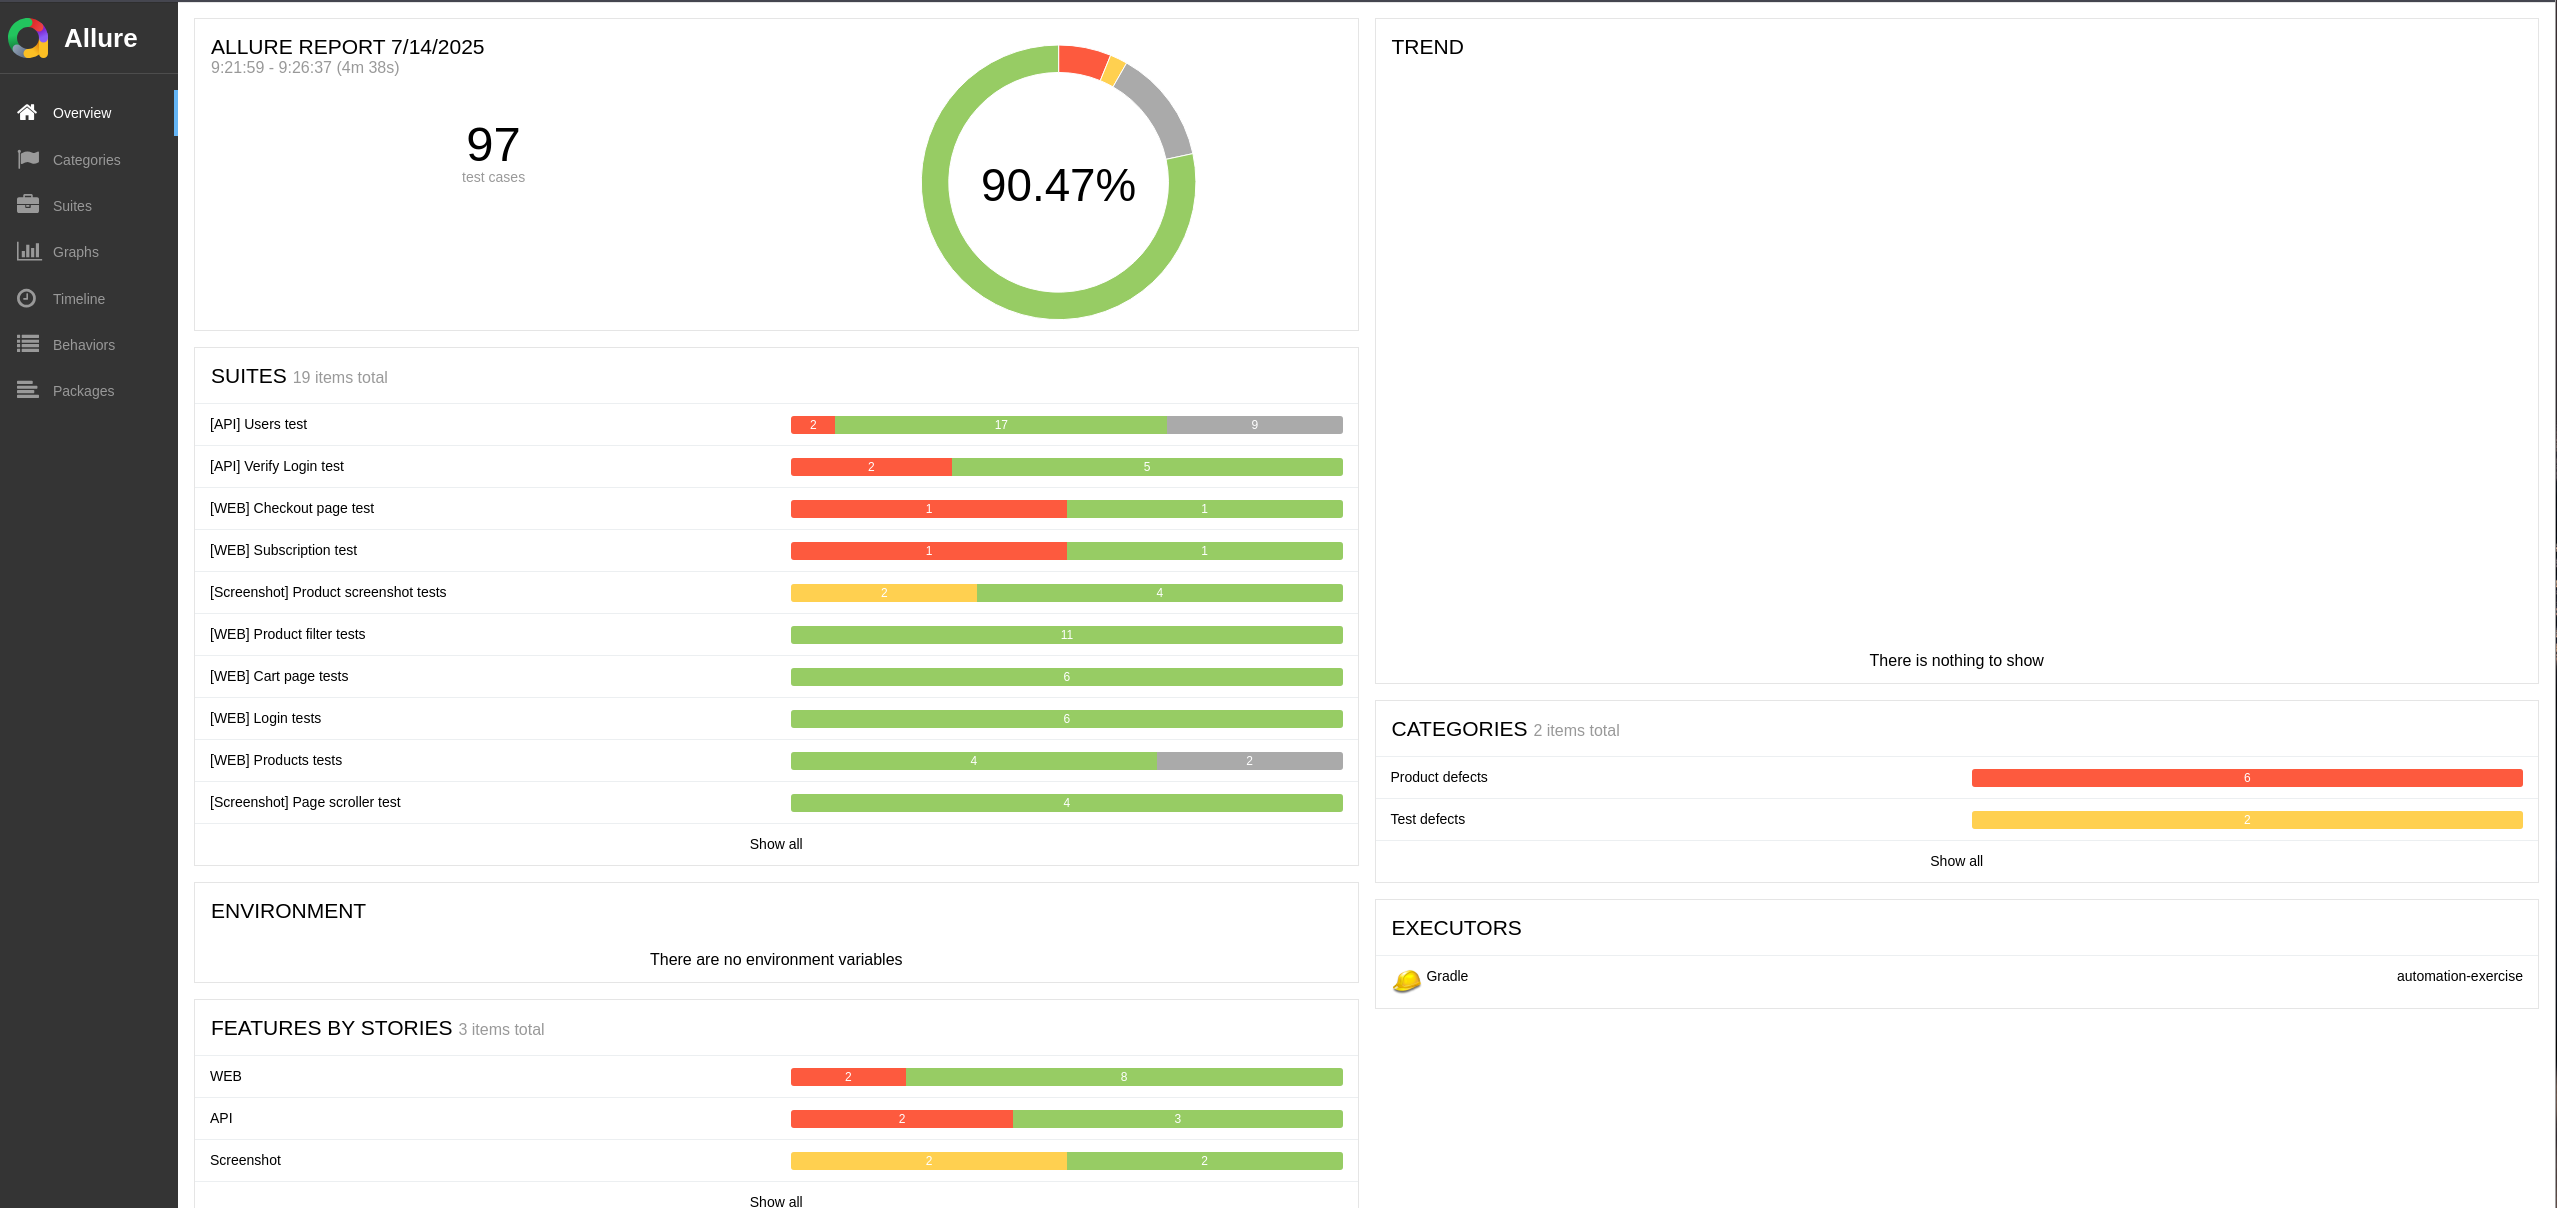 Allure
Overview
Categories
Suites
Graphs
Timeline
Behaviors
Packages
ALLURE REPORT 7/14/2025
9:21:59 - 9:26:37 (4m 38s)
97
test cases
90.47%
SUITES 19 items total
[API] Users test 2 17 9
[API] Verify Login test 2 5
[WEB] Checkout page test 1 1
[WEB] Subscription test 1 1
[Screenshot] Product screenshot tests 2 4
[WEB] Product filter tests 11
[WEB] Cart page tests 6
[WEB] Login tests 6
[WEB] Products tests 4 2
[Screenshot] Page scroller test 4
Show all
ENVIRONMENT
There are no environment variables
FEATURES BY STORIES 3 items total
WEB 2 8
API 2 3
Screenshot 2 2
Show all
TREND
There is nothing to show
CATEGORIES 2 items total
Product defects 6
Test defects 2
Show all
EXECUTORS
Gradle automation-exercise